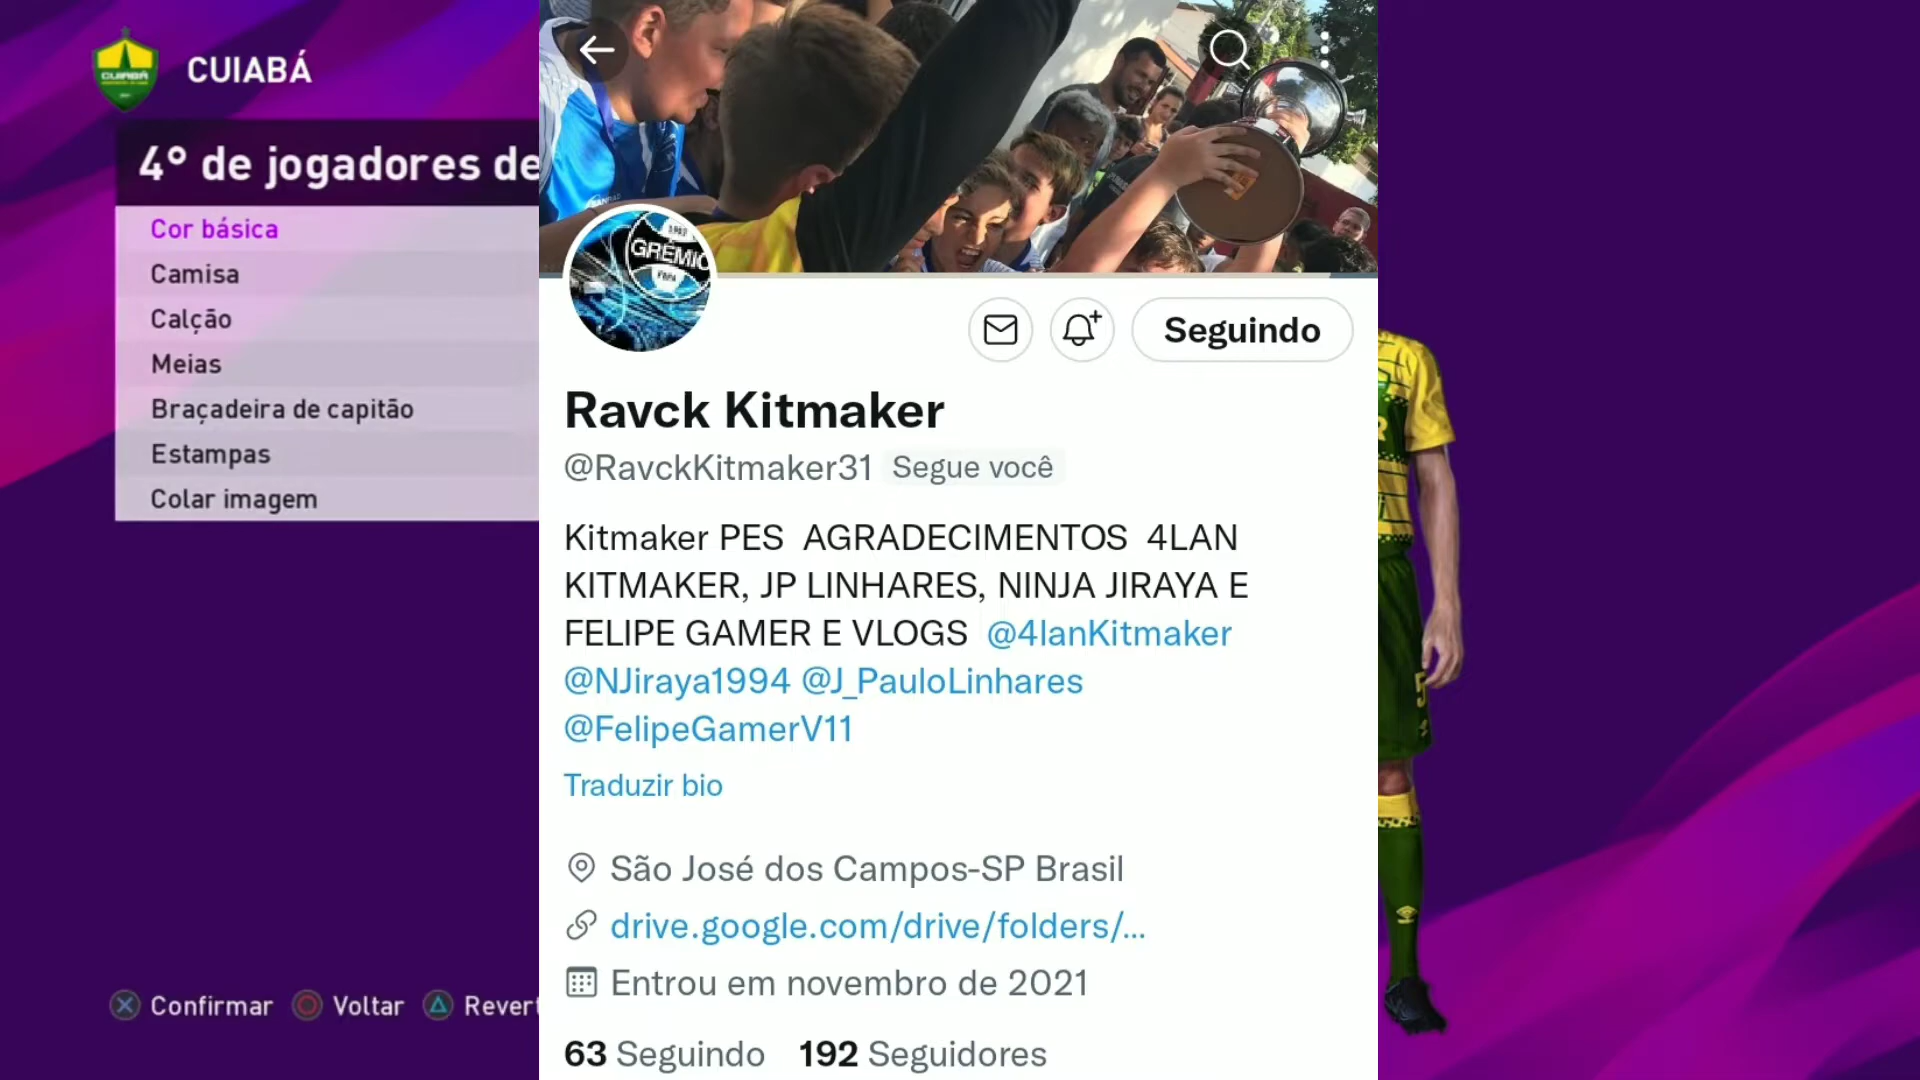 CUIABÁ
CUIABÁ
4° de jogadores de
Cor básica
Camisa
Calção
Meias
Braçadeira de capitão
Estampas
Colar imagem
Confirmar
Voltar
Revert
GRÊMIO
FBPA
Seguindo
Ravck Kitmaker
@RavckKitmaker31 Segue você
Kitmaker PES AGRADECIMENTOS 4LAN
KITMAKER, JP LINHARES, NINJA JIRAYA E
FELIPE GAMER E VLOGS @4lanKitmaker
@NJiraya1994 @J_PauloLinhares
@FelipeGamerV11
Traduzir bio
São José dos Campos-SP Brasil
drive.google.com/drive/folders/...
Entrou em novembro de 2021
63 Seguindo 192 Seguidores